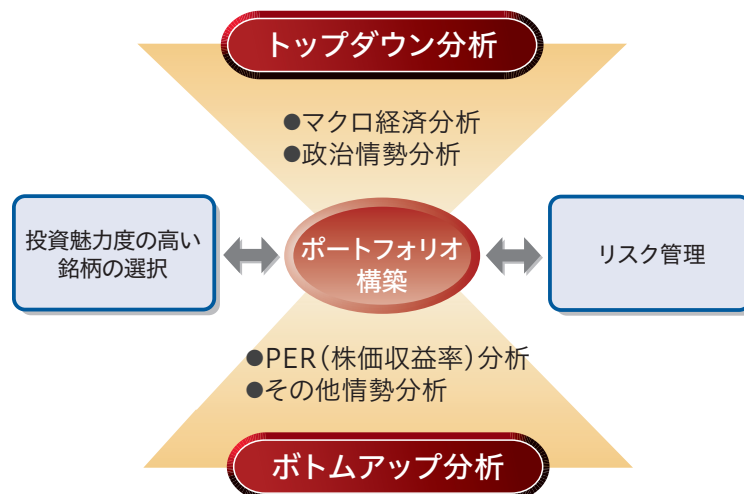 トップダウン分析
●マクロ経済分析
●政治情勢分析
投資魅力度の高い
銘柄の選択
ポートフォリオ
構築
リスク管理
●PER(株価収益率)分析
●その他情勢分析
ボトムアップ分析